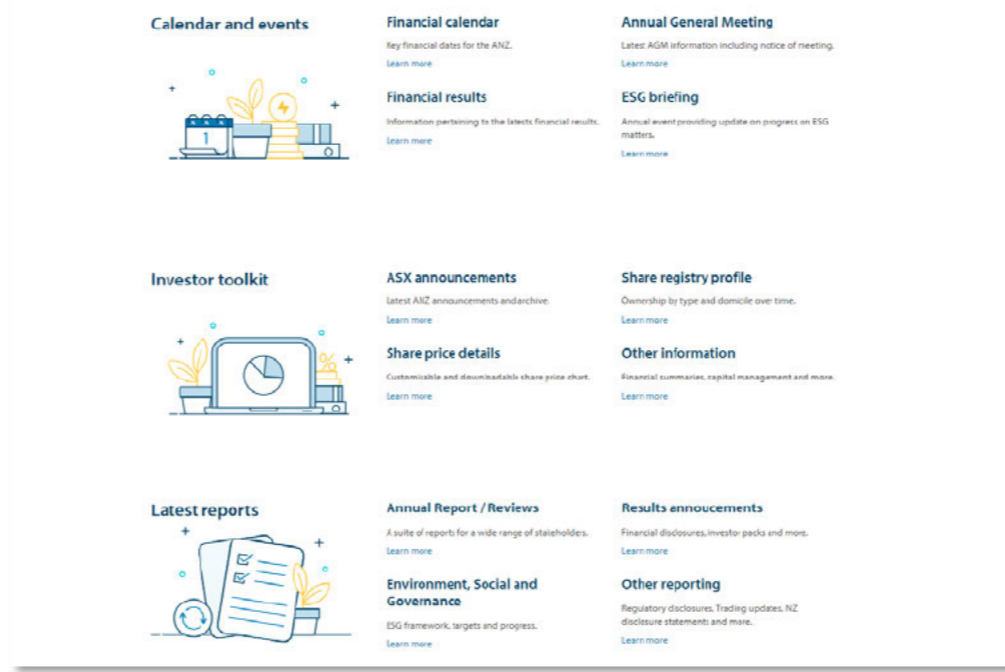 Calendar and events
Financial calendar
Key financial dates for the ANZ.
Learn more
Annual General Meeting
Latest AGM information including notice of meeting.
Learn more
1
Financial results
Information pertaining to the latests financial results.
Learn more
ESG briefing
Annual event providing update on progress on ESG
matters.
Learn more
Investor toolkit
ASX announcements
Latest ANZ announcements and archive.
Learn more
Share registry profile
Ownership by type and domicile over time.
Learn more
%
Share price details
Customisable and downloadable share price chart.
Learn more
Other information
Financial summaries, capital management and more.
Learn more
Latest reports
Annual Report / Reviews
A suite of reports for a wide range of stakeholders.
Learn more
Results annoucements
Financial disclosures, investor packs and more.
Learn more
Environment, Social and
Governance
ESG framework, targets and progress.
Learn more
Other reporting
Regulatory disclosures, Trading updates, NZ
disclosure statements and more.
Learn more